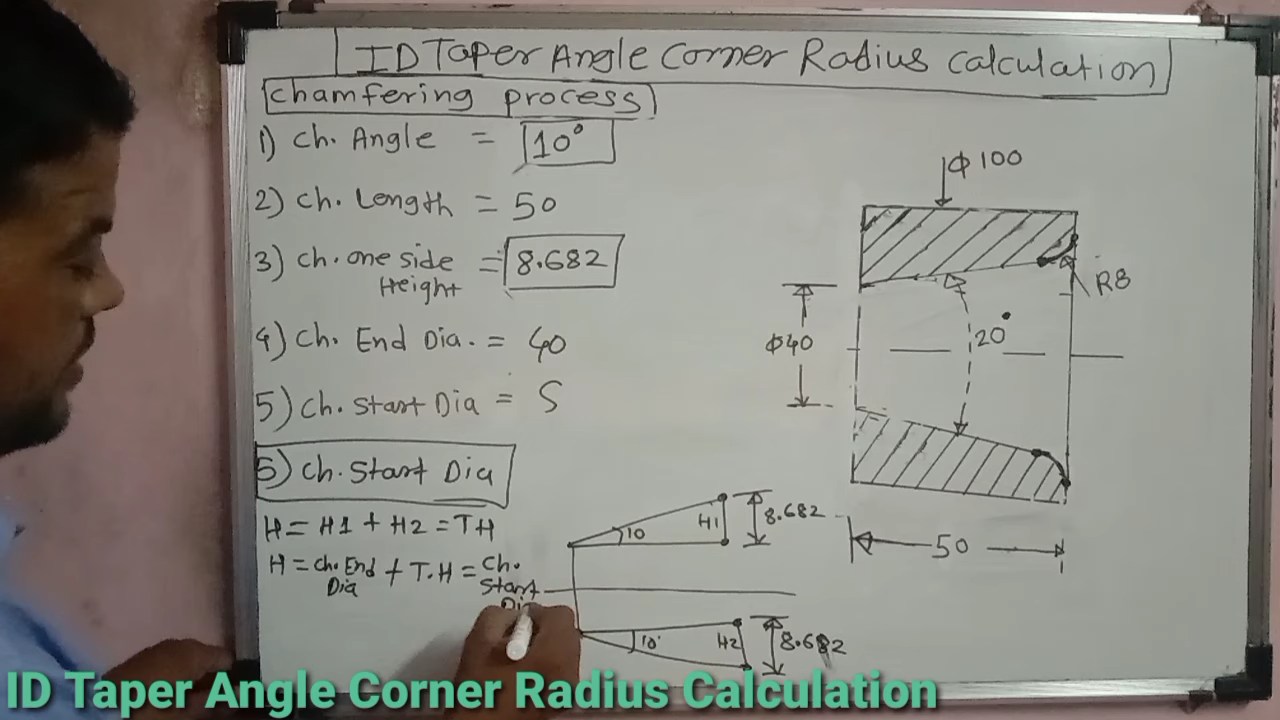 ID Taper Angle Corner Radius Calculation
Chamfering process
1) Ch. Angle = 10°
2) Ch. Length = 50
3) Ch. one side Height = 8.682
4) Ch. End Dia. = 40
5) Ch. Start Dia = S
5) Ch. Start Dia
H = H1 + H2 = TH
H = Ch. End Dia + T.H = Ch. Start
Φ 100
R8
Φ40
20°
50
10
H1
8.682
10°
H2
8.682
ID Taper Angle Corner Radius Calculation